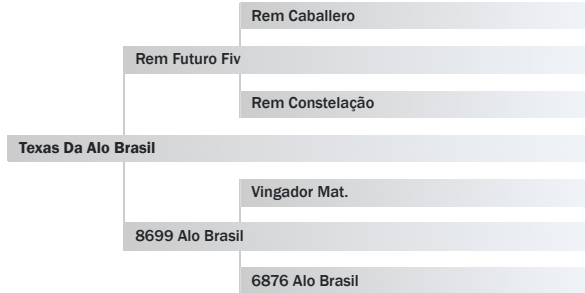 Rem Caballero
Rem Futuro Fiv
Rem Constelação
Texas Da Alo Brasil
Vingador Mat.
8699 Alo Brasil
6876 Alo Brasil